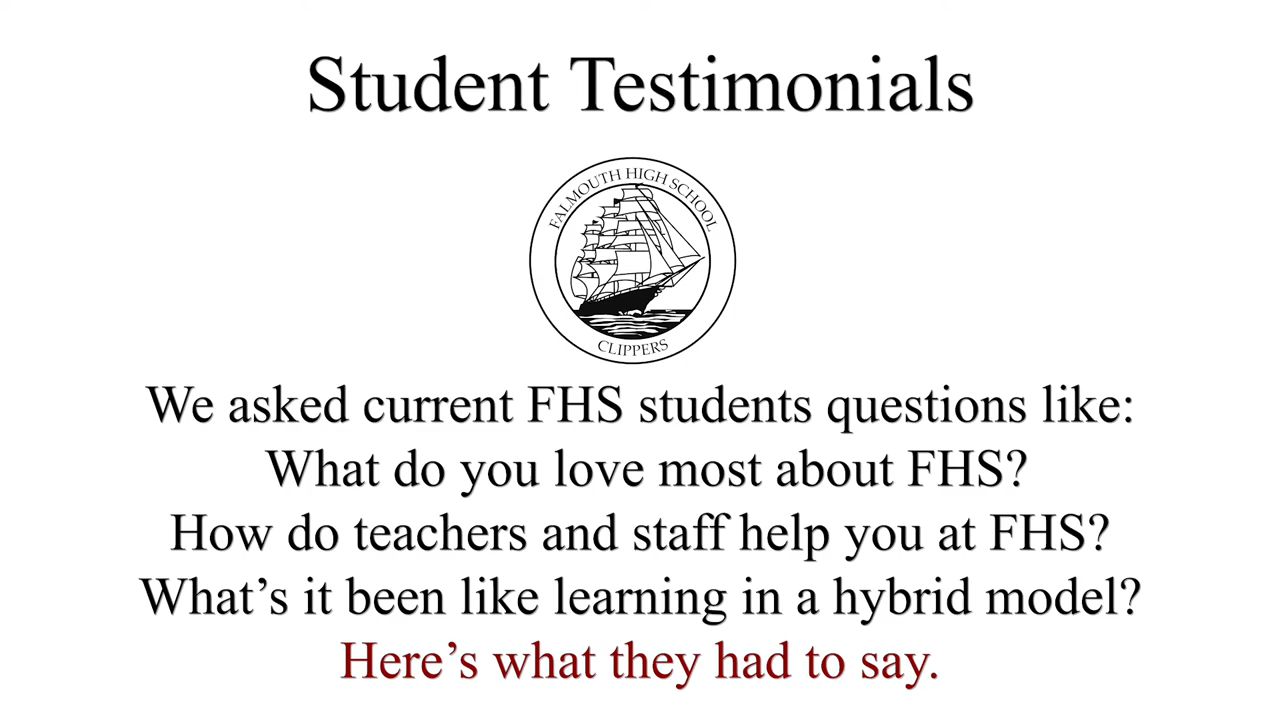 Student Testimonials
FALMOUTH HIGH SCHOOL
CLIPPERS
We asked current FHS students questions like:
What do you love most about FHS?
How do teachers and staff help you at FHS?
What’s it been like learning in a hybrid model?
Here’s what they had to say.